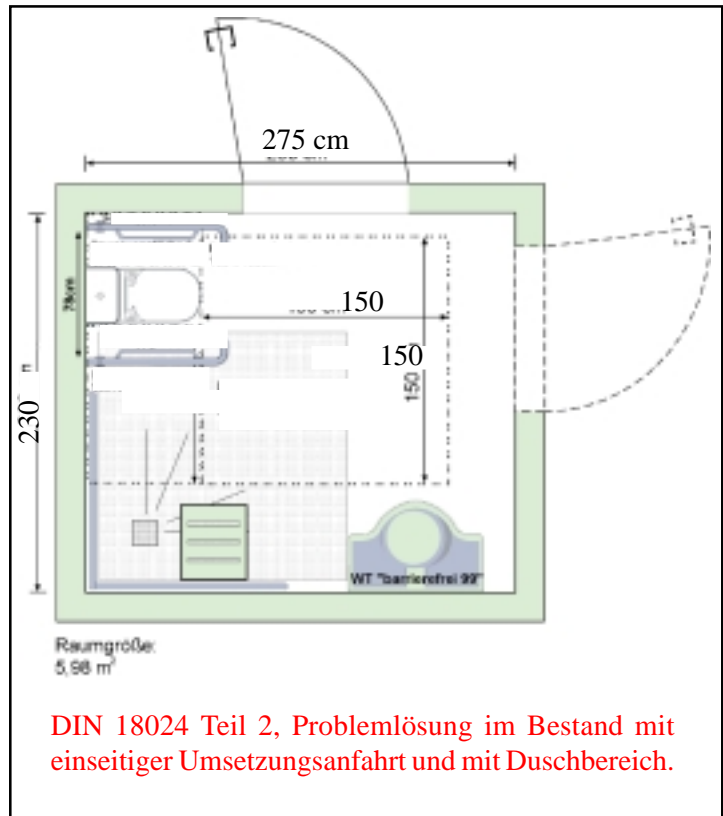 275 cm
78cm
150
150
150
230
WT "barrierefrei 99"
Raumgröße:
5,98 m²
DIN 18024 Teil 2, Problemlösung im Bestand mit
einseitiger Umsetzungsanfahrt und mit Duschbereich.